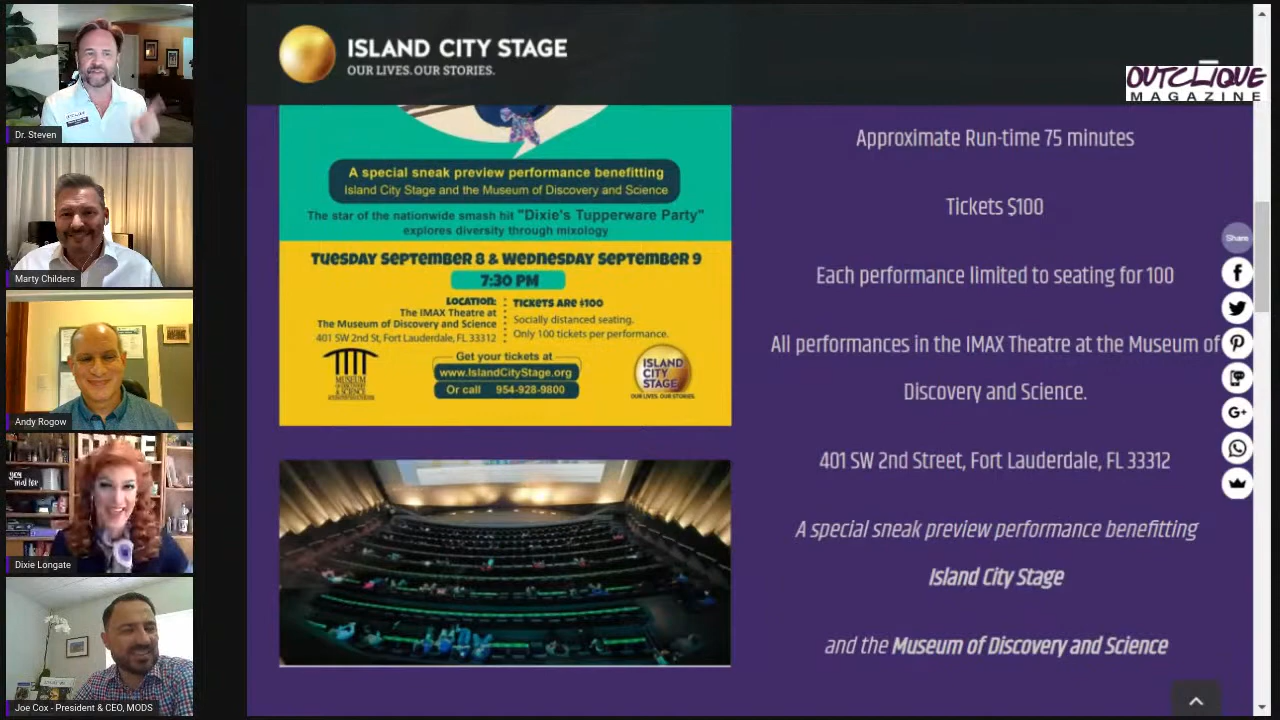 Dr. Steven
Marty Childers
Andy Rogow
you
matter
Dixie Longate
Joe Cox - President & CEO, MODS
ISLAND CITY STAGE
OUR LIVES. OUR STORIES.
OUTCLIQUE
MAGAZINE
A special sneak preview performance benefitting
Island City Stage and the Museum of Discovery and Science
The star of the nationwide smash hit "Dixie's Tupperware Party"
explores diversity through mixology
TUESDAY SEPTEMBER 8 & WEDNESDAY SEPTEMBER 9
7:30 PM
LOCATION:
The IMAX Theatre at
The Museum of Discovery and Science
401 SW 2nd St, Fort Lauderdale, FL 33312
TICKETS ARE $100
Socially distanced seating.
Only 100 tickets per performance.
Get your tickets at
www.IslandCityStage.org
Or call 954-928-9800
MUSEUM
OF DISCOVERY
& SCIENCE
ISLAND
CITY
STAGE
OUR LIVES. OUR STORIES.
Approximate Run-time 75 minutes
Tickets $100
Each performance limited to seating for 100
All performances in the IMAX Theatre at the Museum of
Discovery and Science.
401 SW 2nd Street, Fort Lauderdale, FL 33312
A special sneak preview performance benefitting
Island City Stage
and the Museum of Discovery and Science
Share